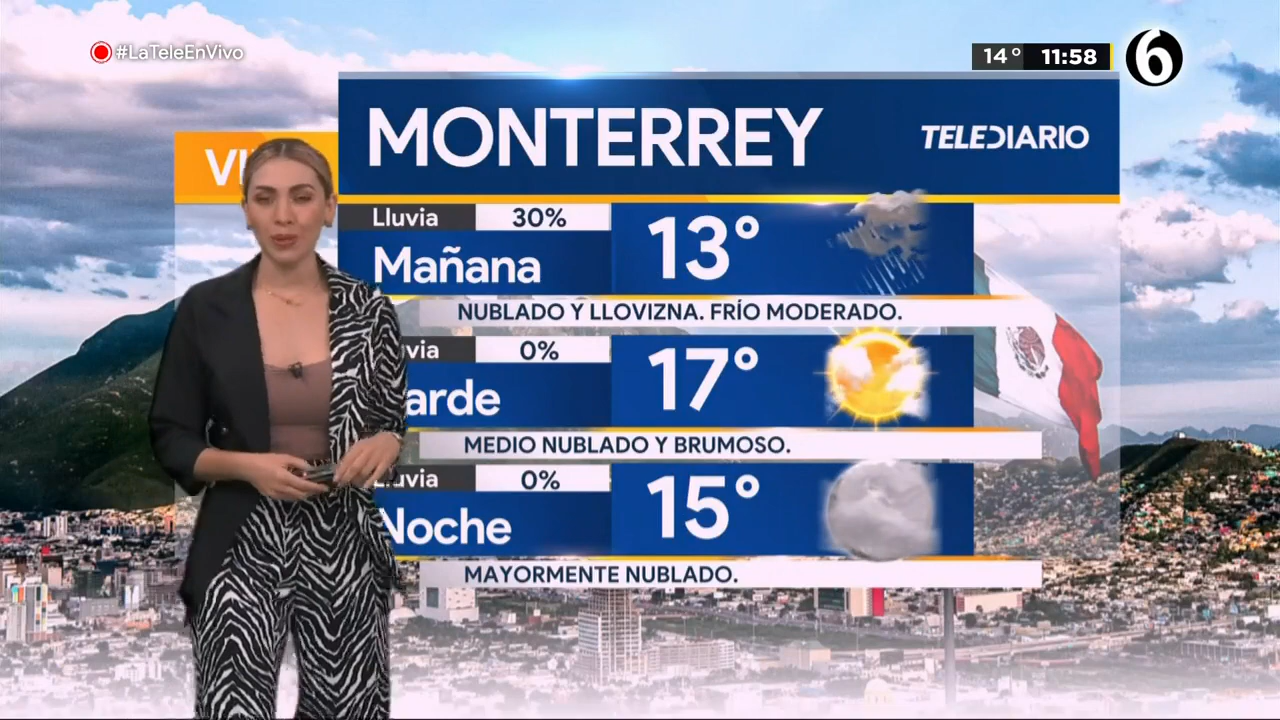 #LaTeleEnVivo
14° 11:58 6
MONTERREY
TELEDIARIO
Lluvia 30%
Mañana 13°
NUBLADO Y LLOVIZNA. FRÍO MODERADO.
0%
17°
MEDIO NUBLADO Y BRUMOSO.
Lluvia 0%
Noche 15°
MAYORMENTE NUBLADO.